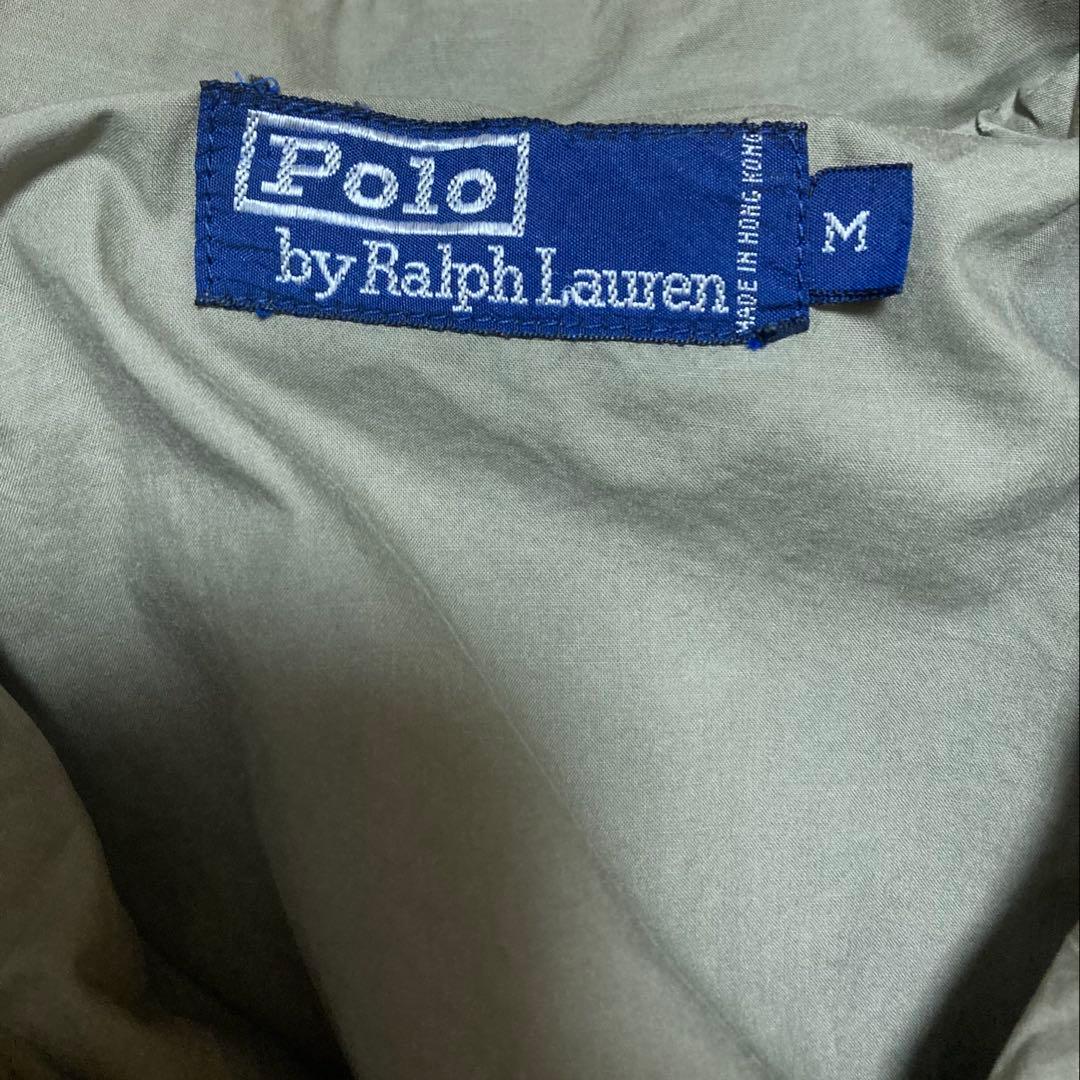 Polo
by Ralph Lauren
MADE IN HONG KONG
M